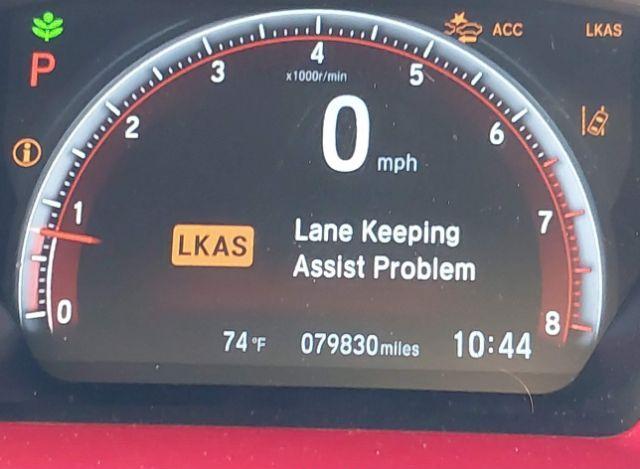 ACC
LKAS
P
4
x1000r/min
3
5
2
6
0 mph
1
7
LKAS
Lane Keeping
Assist Problem
0
8
74°F
079830miles
10:44